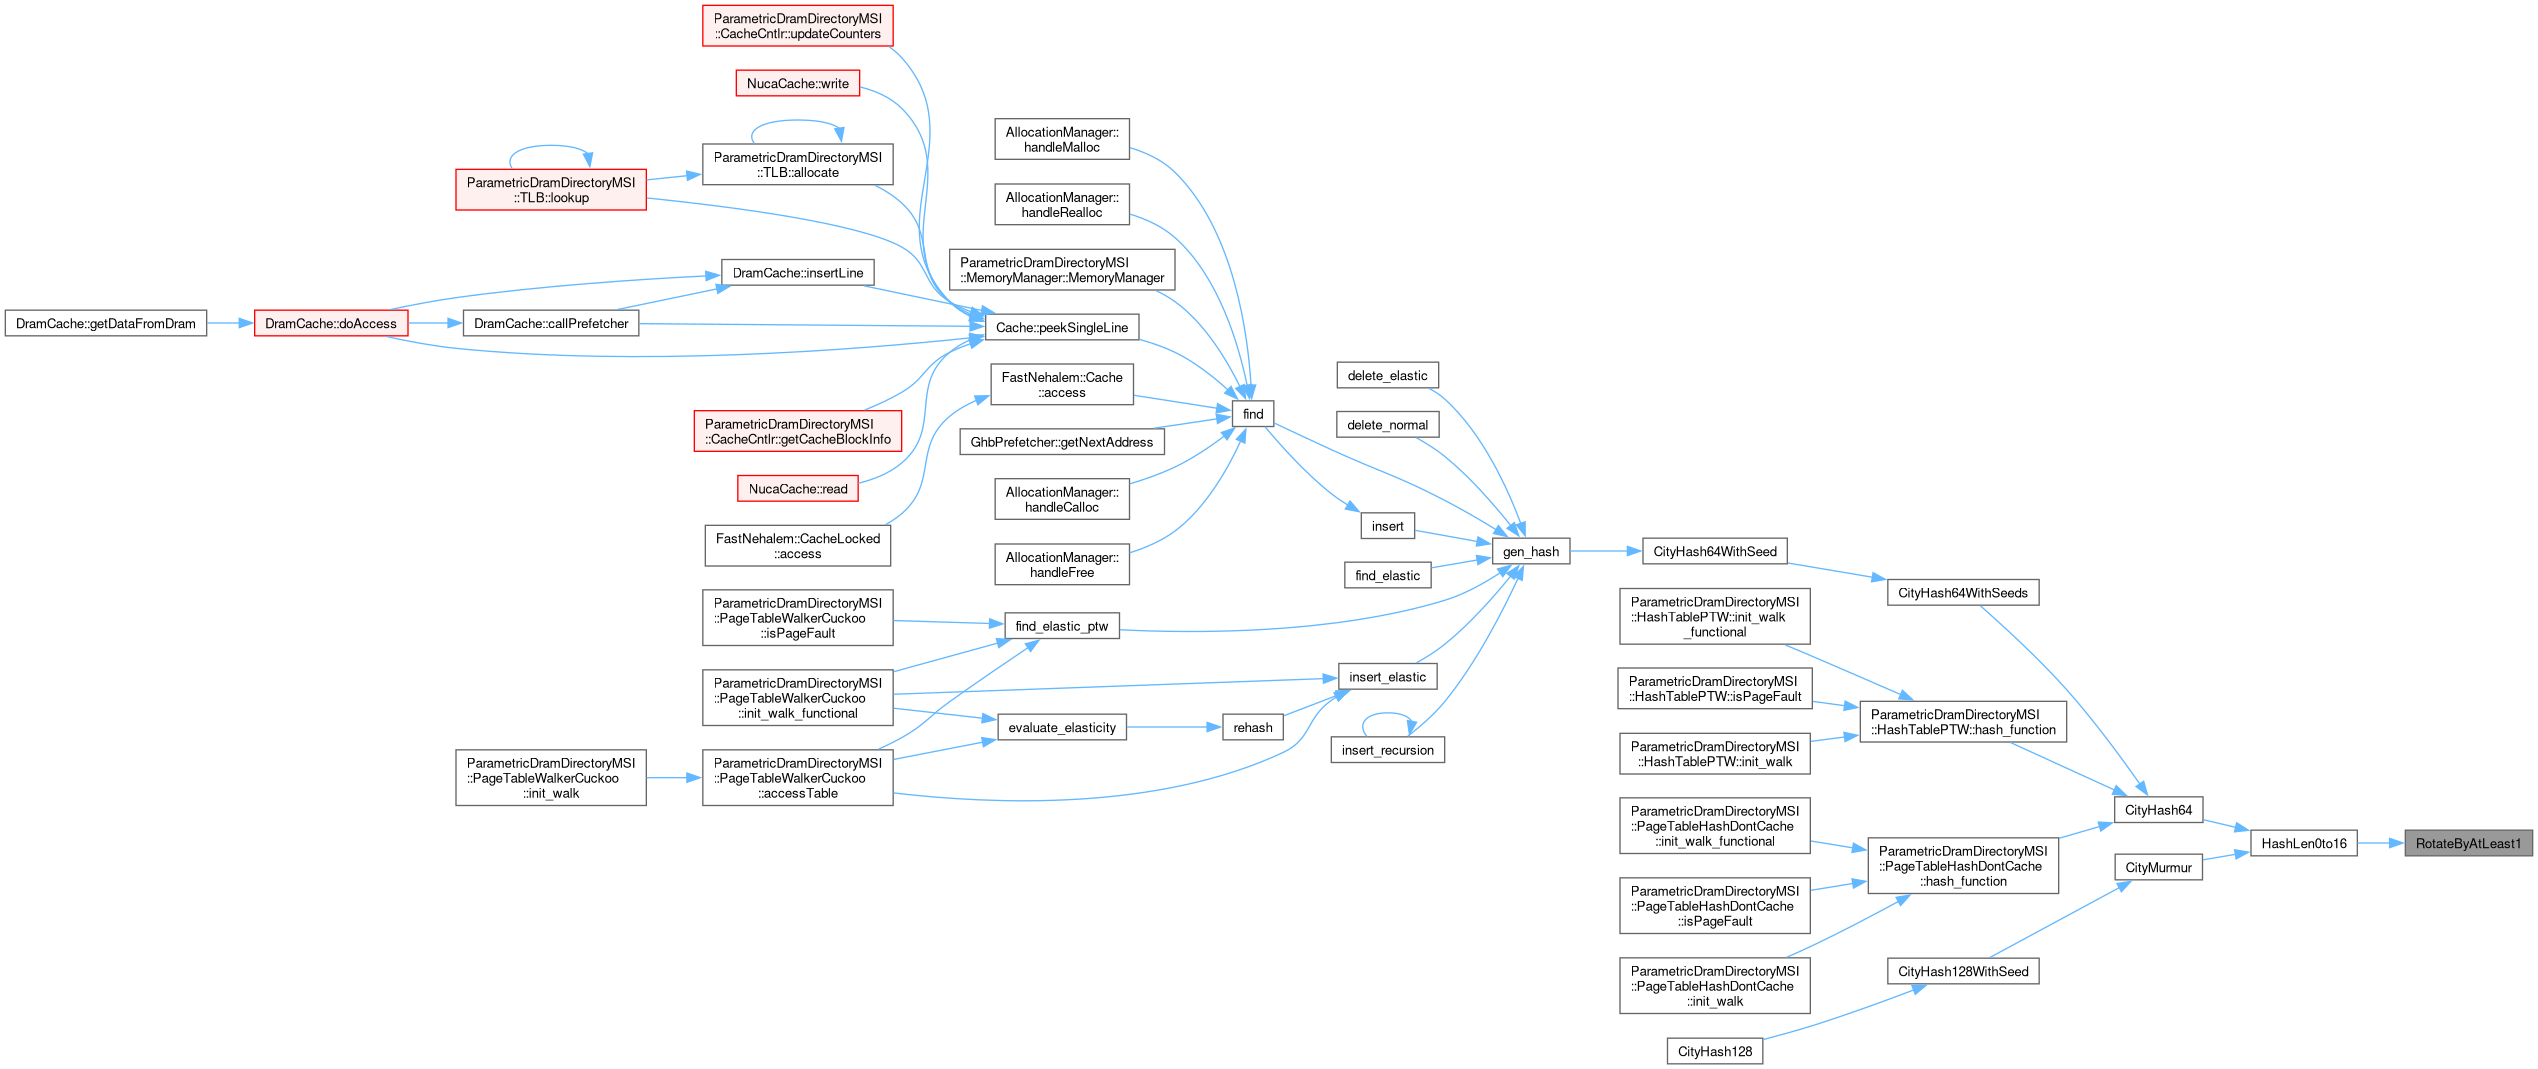 ParametricDramDirectoryMSI
::CacheCntlr::updateCounters
NucaCache::write
ParametricDramDirectoryMSI
::TLB::allocate
ParametricDramDirectoryMSI
::TLB::lookup
DramCache::insertLine
DramCache::getDataFromDram
DramCache::doAccess
DramCache::callPrefetcher
Cache::peekSingleLine
ParametricDramDirectoryMSI
::CacheCntlr::getCacheBlockInfo
NucaCache::read
FastNehalem::CacheLocked
::access
AllocationManager::
handleMalloc
AllocationManager::
handleRealloc
ParametricDramDirectoryMSI
::MemoryManager::MemoryManager
FastNehalem::Cache
::access
GhbPrefetcher::getNextAddress
AllocationManager::
handleCalloc
AllocationManager::
handleFree
find
delete_elastic
delete_normal
insert
find_elastic
gen_hash
CityHash64WithSeed
CityHash64WithSeeds
ParametricDramDirectoryMSI
::PageTableWalkerCuckoo
::isPageFault
find_elastic_ptw
ParametricDramDirectoryMSI
::PageTableWalkerCuckoo
::init_walk_functional
insert_elastic
evaluate_elasticity
rehash
insert_recursion
ParametricDramDirectoryMSI
::PageTableWalkerCuckoo
::init_walk
ParametricDramDirectoryMSI
::PageTableWalkerCuckoo
::accessTable
ParametricDramDirectoryMSI
::HashTablePTW::init_walk
_functional
ParametricDramDirectoryMSI
::HashTablePTW::isPageFault
ParametricDramDirectoryMSI
::HashTablePTW::hash_function
ParametricDramDirectoryMSI
::HashTablePTW::init_walk
ParametricDramDirectoryMSI
::PageTableHashDontCache
::init_walk_functional
ParametricDramDirectoryMSI
::PageTableHashDontCache
::hash_function
ParametricDramDirectoryMSI
::PageTableHashDontCache
::isPageFault
ParametricDramDirectoryMSI
::PageTableHashDontCache
::init_walk
CityHash64
CityMurmur
HashLen0to16
RotateByAtLeast1
CityHash128WithSeed
CityHash128